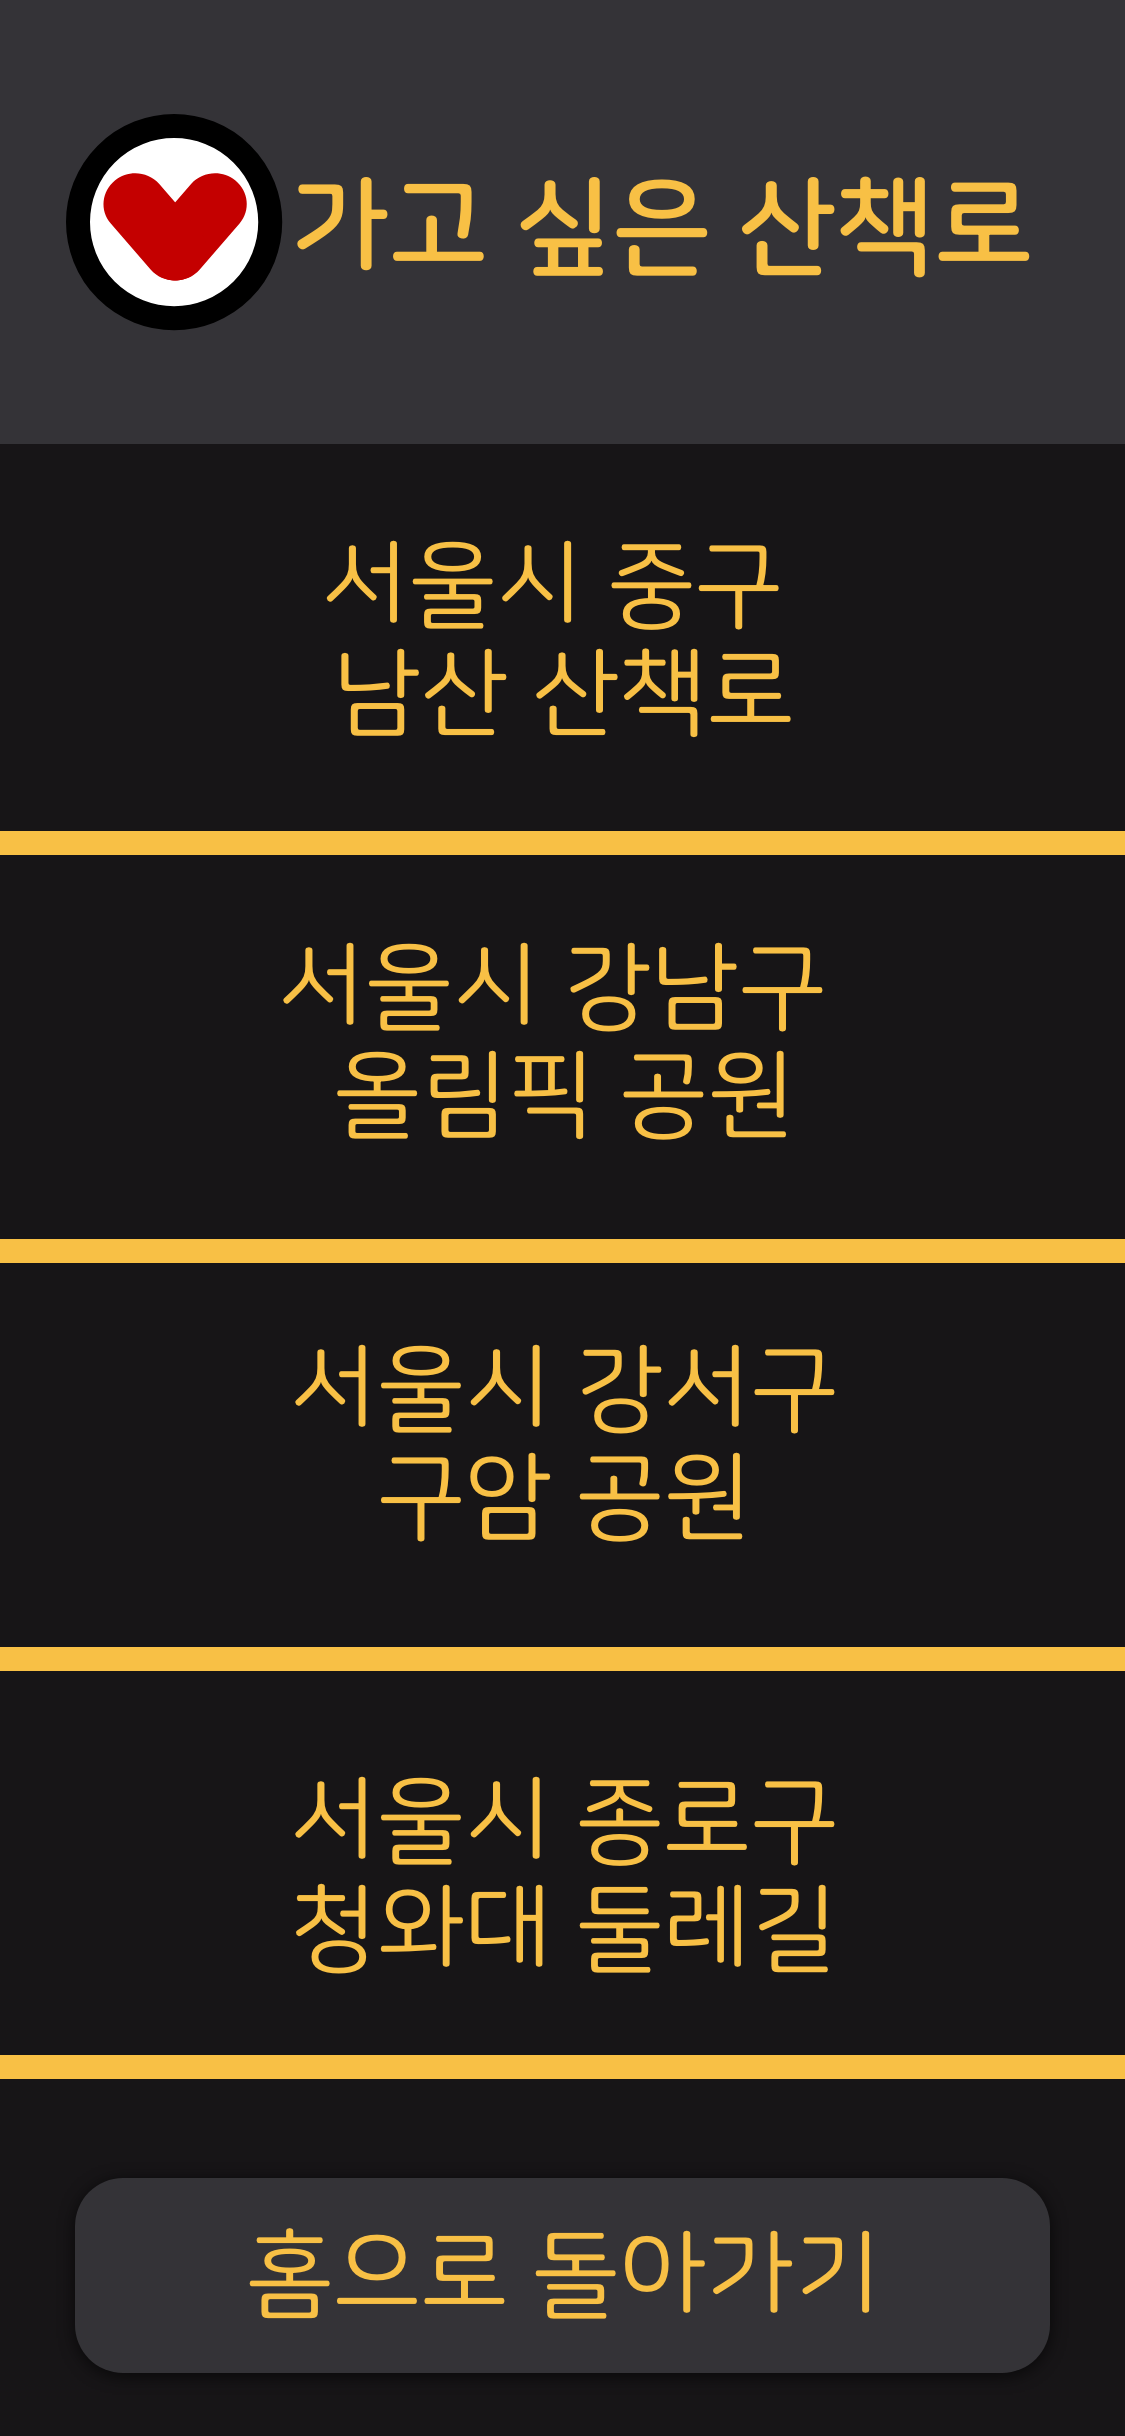 가고 싶은 산책로
서울시 중구
남산 산책로
서울시 강남구
올림픽 공원
서울시 강서구
구암 공원
서울시 종로구
청와대 둘레길
홈으로 돌아가기